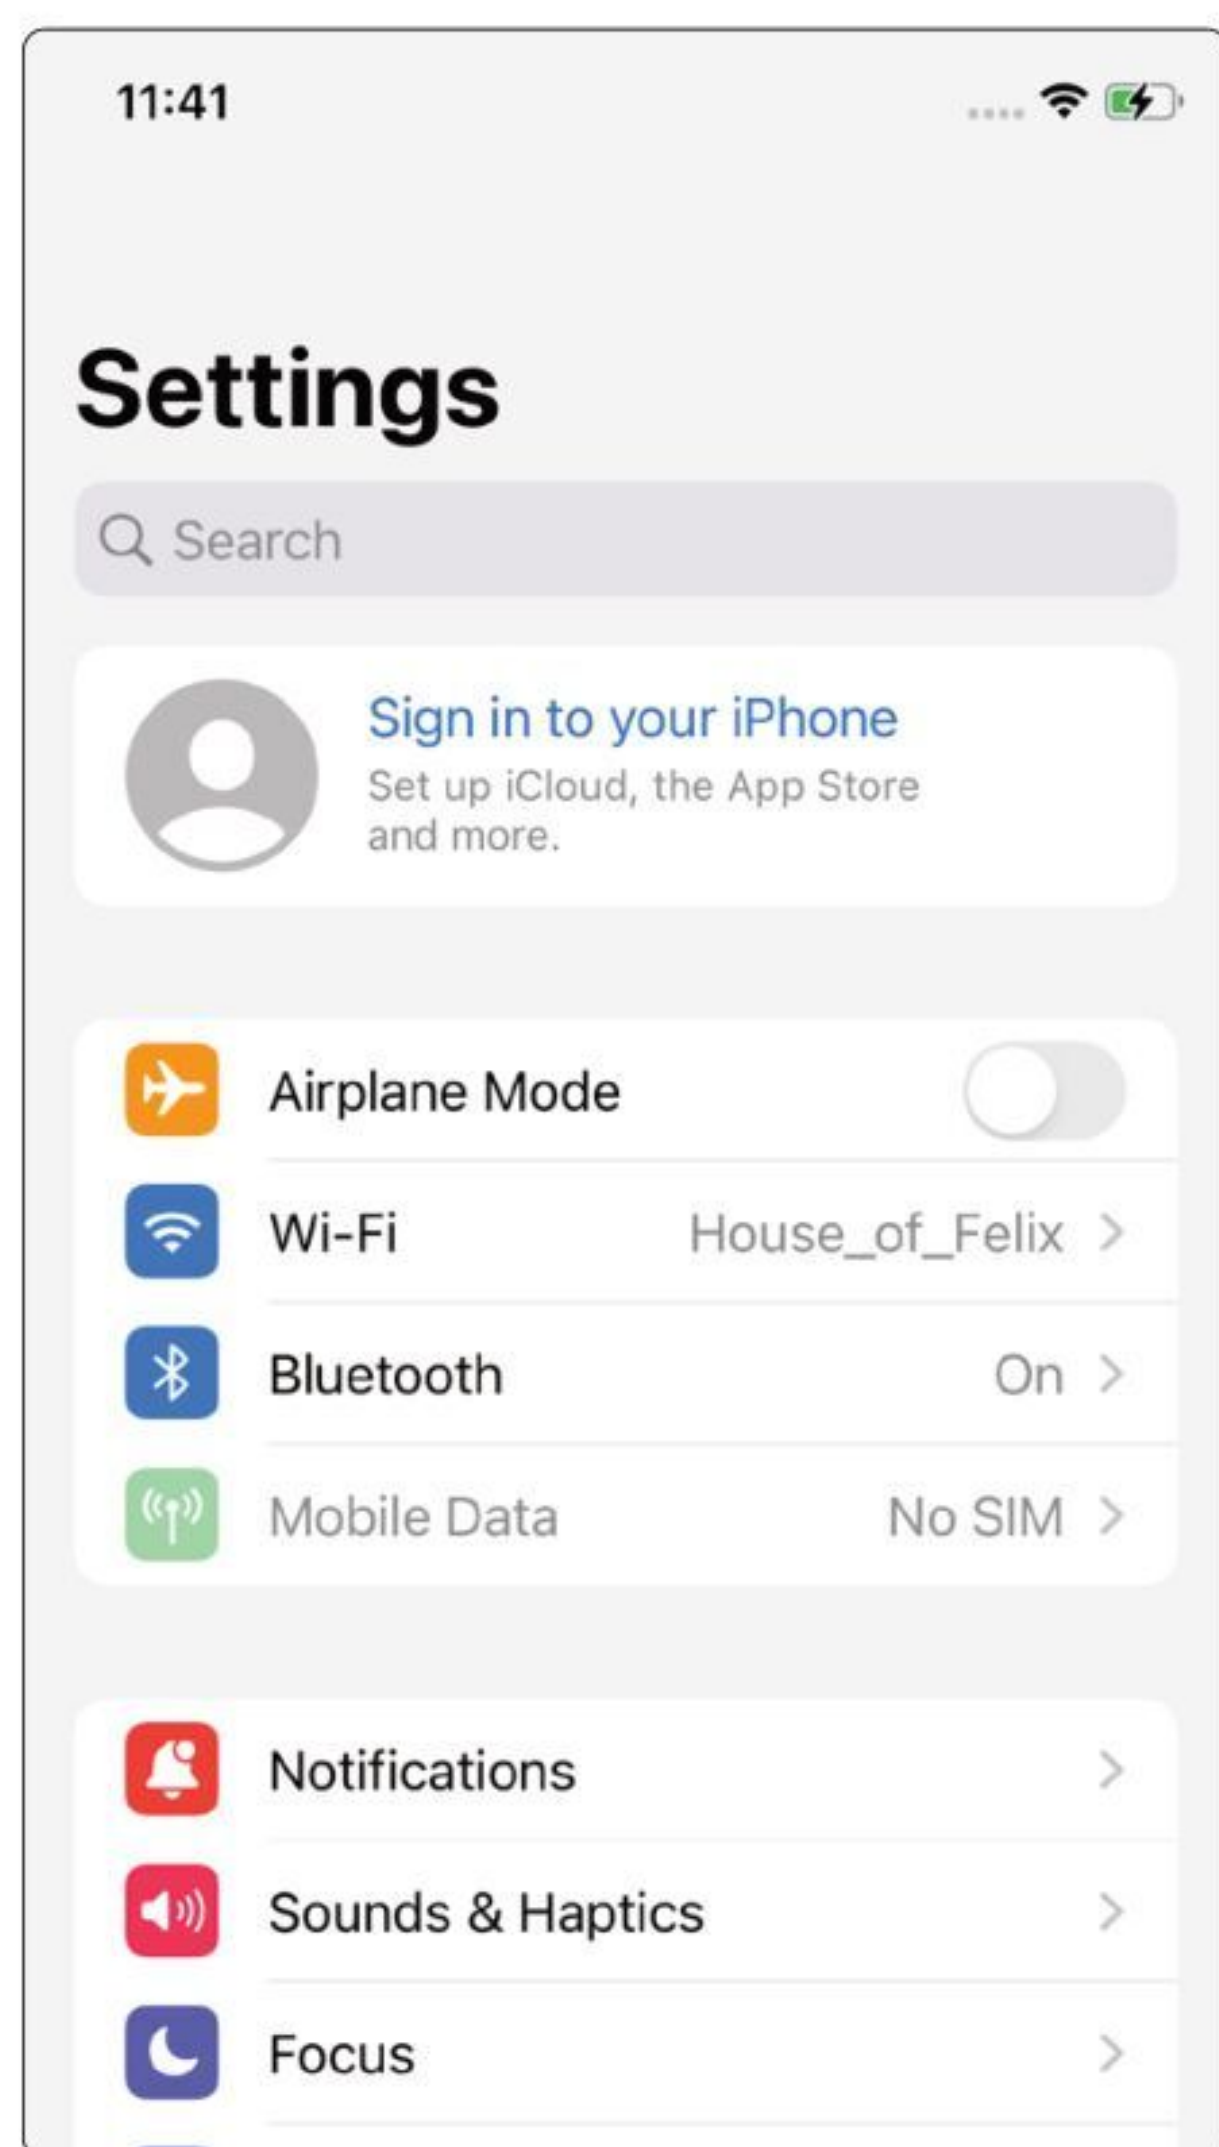 11:41
Settings
Search
Sign in to your iPhone
Set up iCloud, the App Store
and more.
Airplane Mode
Wi-Fi House_of_Felix
Bluetooth On
Mobile Data No SIM
Notifications
Sounds & Haptics
Focus